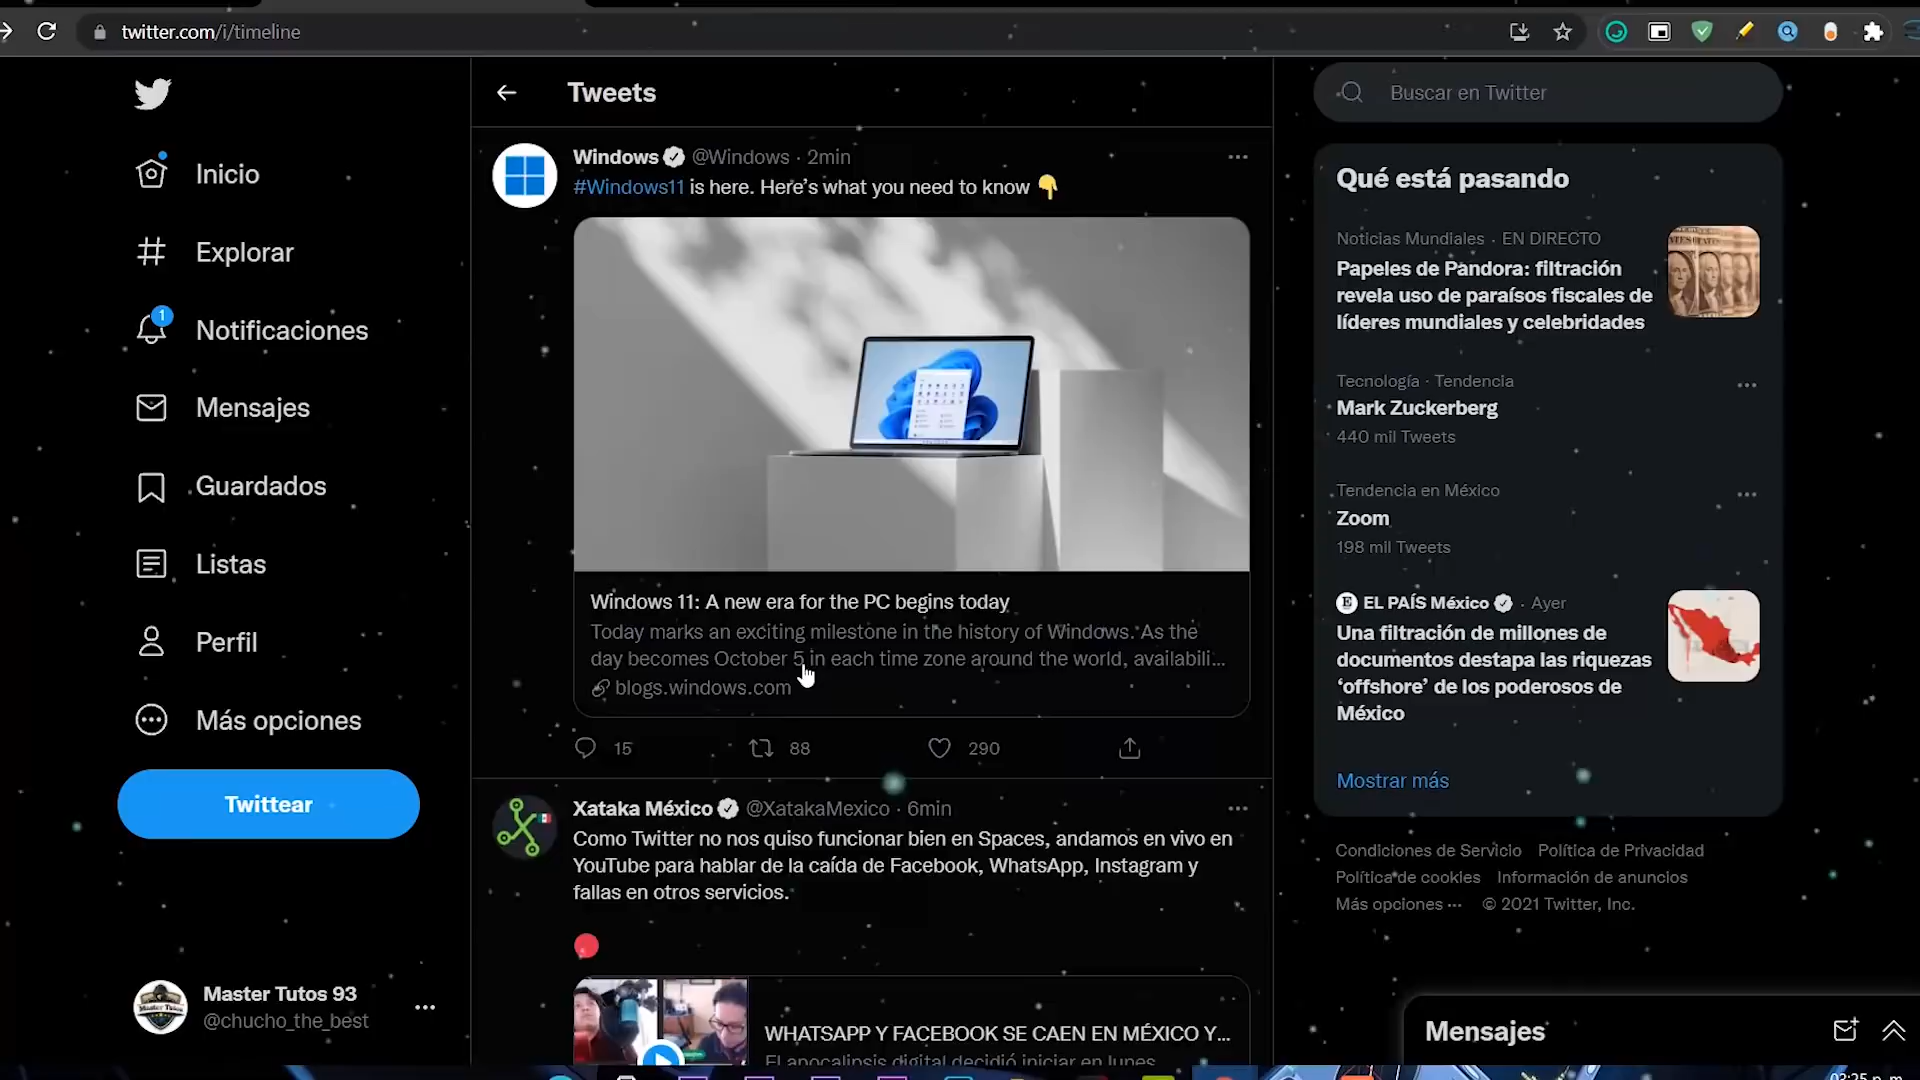 twitter.com/i/timeline
Inicio
Explorar
1
Notificaciones
Mensajes
Guardados
Listas
Perfil
Más opciones
Twittear
Master Tutos 93
@chucho_the_best
Tweets
Windows @Windows · 2min
#Windows11 is here. Here's what you need to know 👇
Windows 11: A new era for the PC begins today
Today marks an exciting milestone in the history of Windows. As the
day becomes October 5 in each time zone around the world, availabili...
blogs.windows.com
15 88 290
Xataka México @XatakaMexico · 6min
Como Twitter no nos quiso funcionar bien en Spaces, andamos en vivo en
YouTube para hablar de la caída de Facebook, WhatsApp, Instagram y
fallas en otros servicios.
WHATSAPP Y FACEBOOK SE CAEN EN MÉXICO Y...
El apocalipsis digital decidió iniciar en lunes
Buscar en Twitter
Qué está pasando
Noticias Mundiales · EN DIRECTO
Papeles de Pandora: filtración
revela uso de paraísos fiscales de
líderes mundiales y celebridades
Tecnología · Tendencia
Mark Zuckerberg
440 mil Tweets
Tendencia en México
Zoom
198 mil Tweets
EL PAÍS México · Ayer
Una filtración de millones de
documentos destapa las riquezas
'offshore' de los poderosos de
México
Mostrar más
Condiciones de Servicio Política de Privacidad
Política de cookies Información de anuncios
Más opciones ··· © 2021 Twitter, Inc.
Mensajes
03:25 p. m.